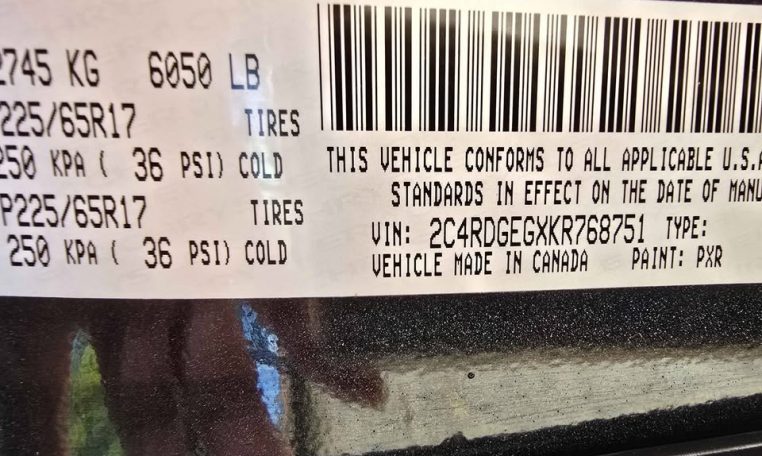 2745 KG 6050 LB
P225/65R17 TIRES
250 KPA ( 36 PSI) COLD
P225/65R17 TIRES
250 KPA ( 36 PSI) COLD
THIS VEHICLE CONFORMS TO ALL APPLICABLE U.S.A
STANDARDS IN EFFECT ON THE DATE OF MANU
VIN: 2C4RDGEGXKR768751 TYPE:
VEHICLE MADE IN CANADA PAINT: PXR